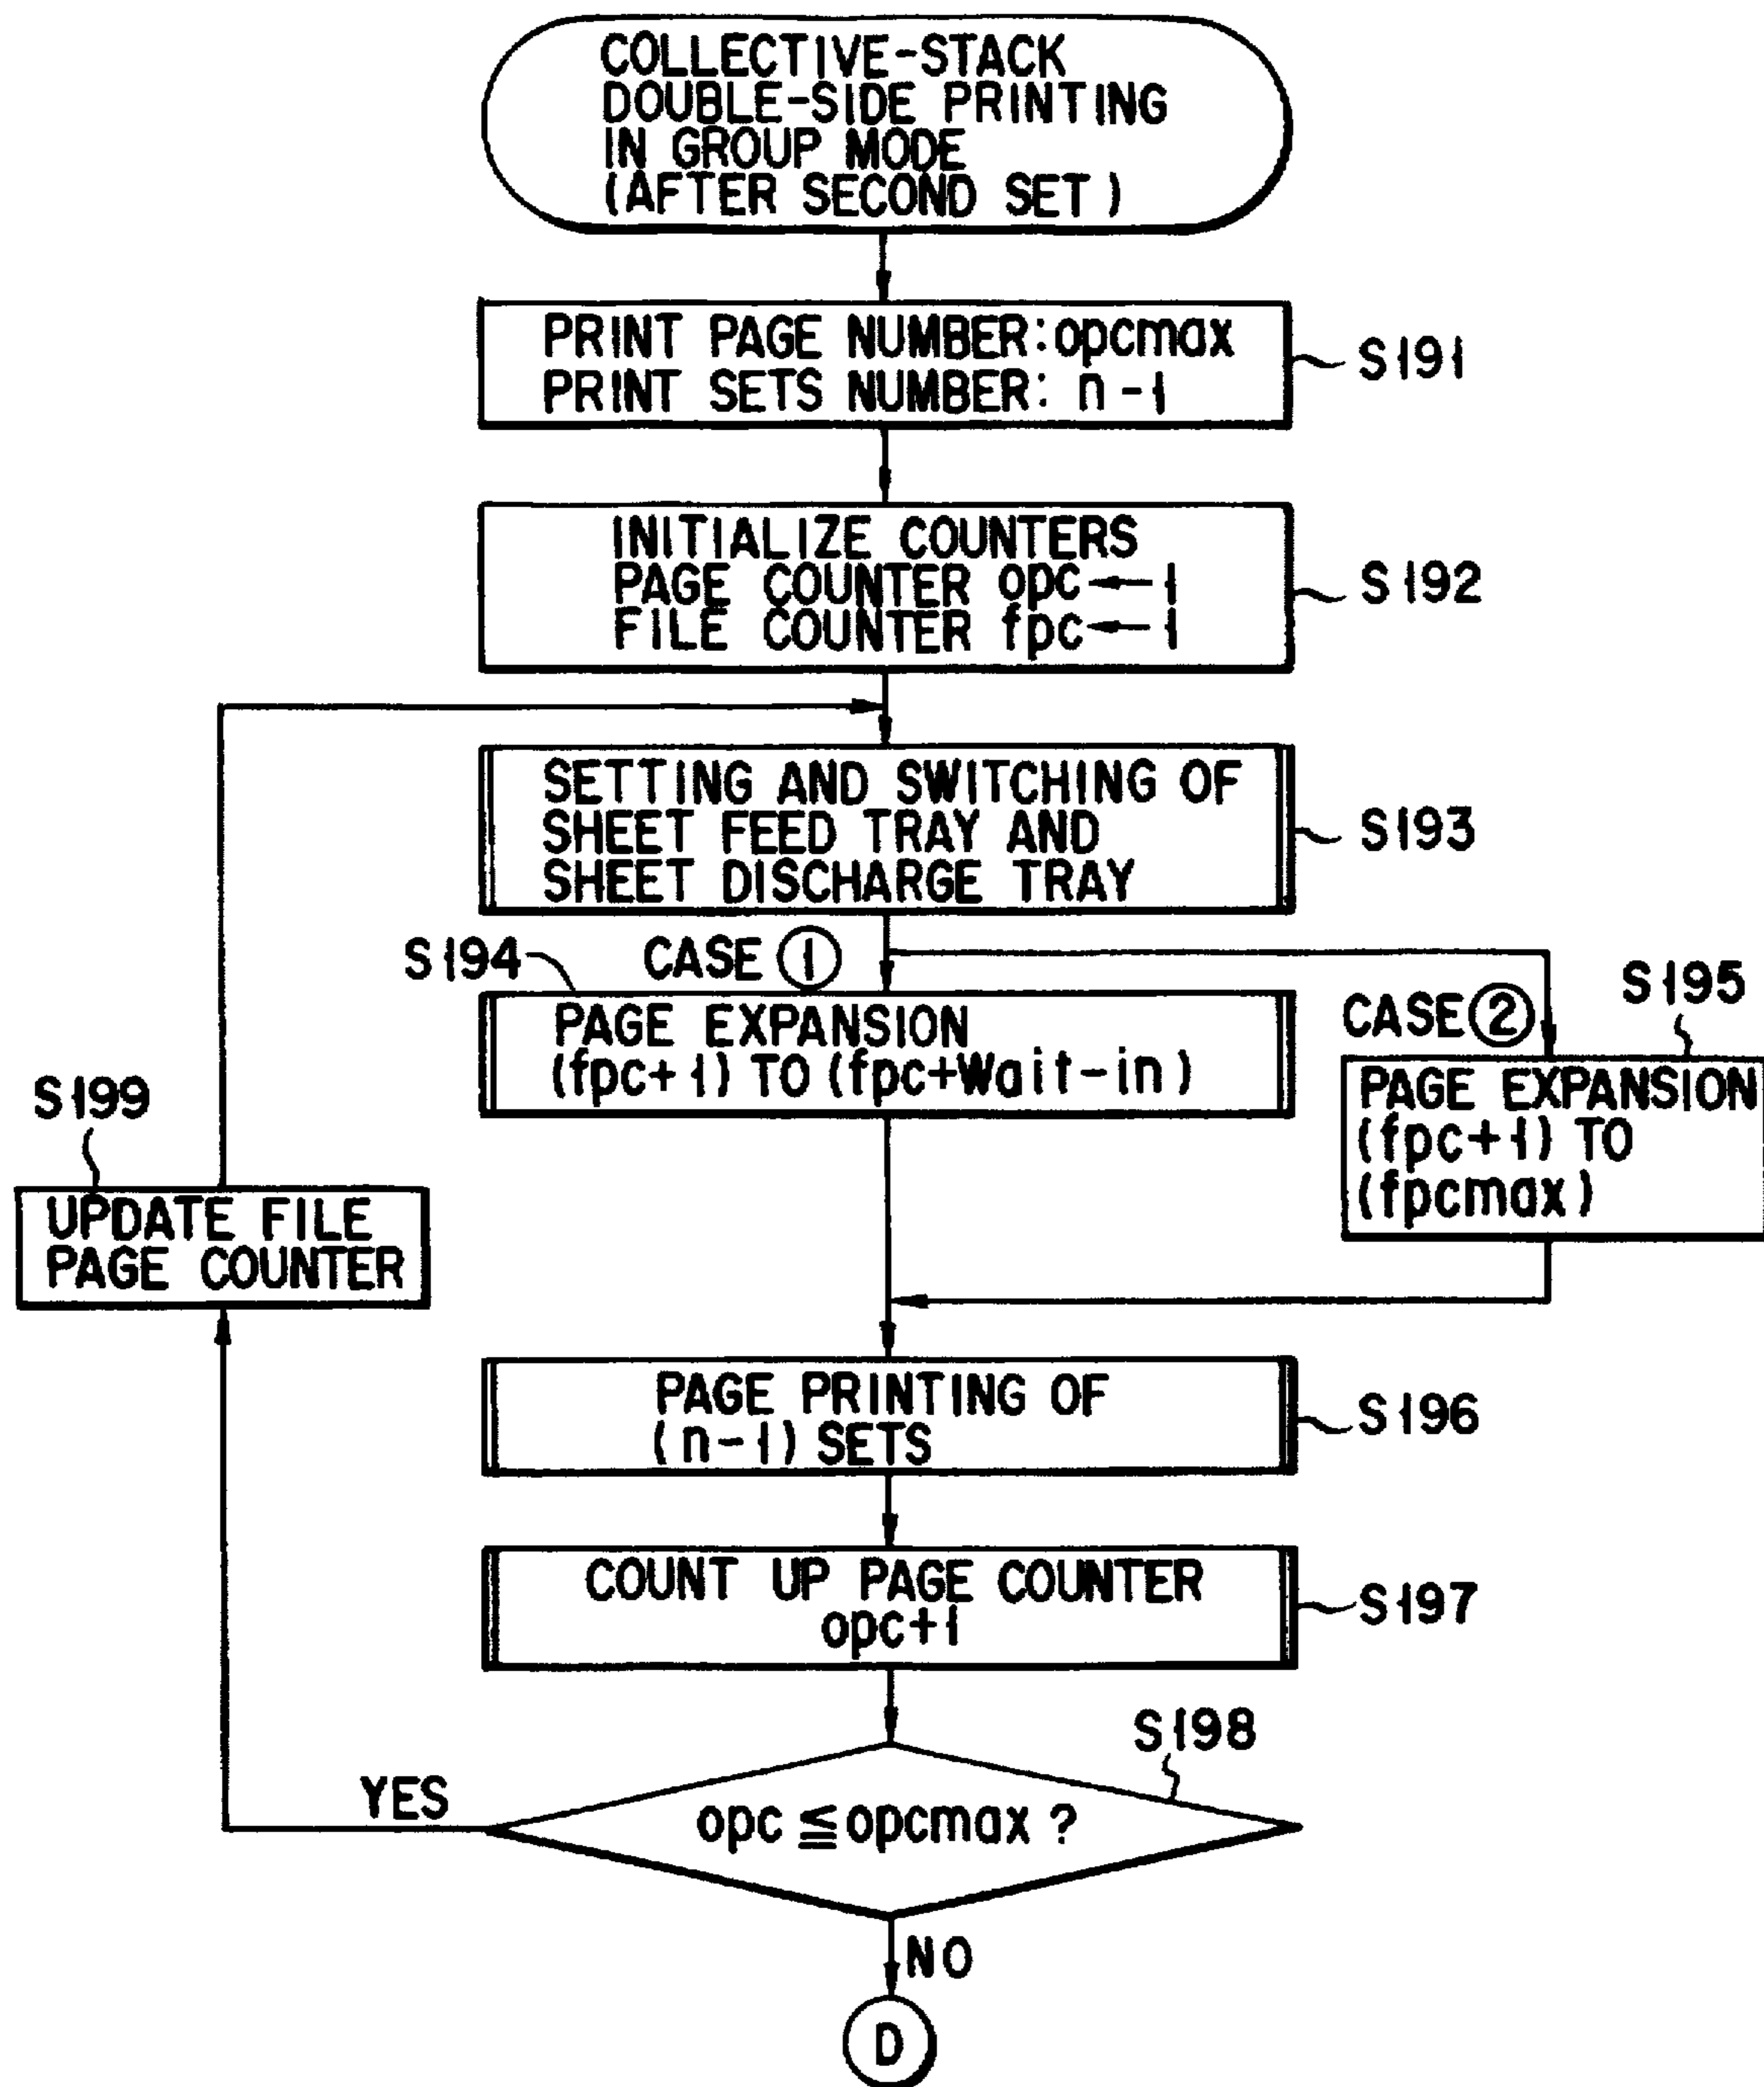 COLLECTIVE-STACK
DOUBLE-SIDE PRINTING
IN GROUP MODE
(AFTER SECOND SET)
PRINT PAGE NUMBER: opcmax
PRINT SETS NUMBER: n-1
S191
INITIALIZE COUNTERS
PAGE COUNTER opc←1
FILE COUNTER fpc←1
S192
SETTING AND SWITCHING OF
SHEET FEED TRAY AND
SHEET DISCHARGE TRAY
S193
S194
CASE ①
PAGE EXPANSION
(fpc+1) TO (fpc+Wait-in)
S195
CASE ②
PAGE EXPANSION
(fpc+1) TO
(fpcmax)
S199
UPDATE FILE
PAGE COUNTER
PAGE PRINTING OF
(n-1) SETS
S196
COUNT UP PAGE COUNTER
opc+1
S197
S198
opc ≦ opcmax ?
YES
NO
D